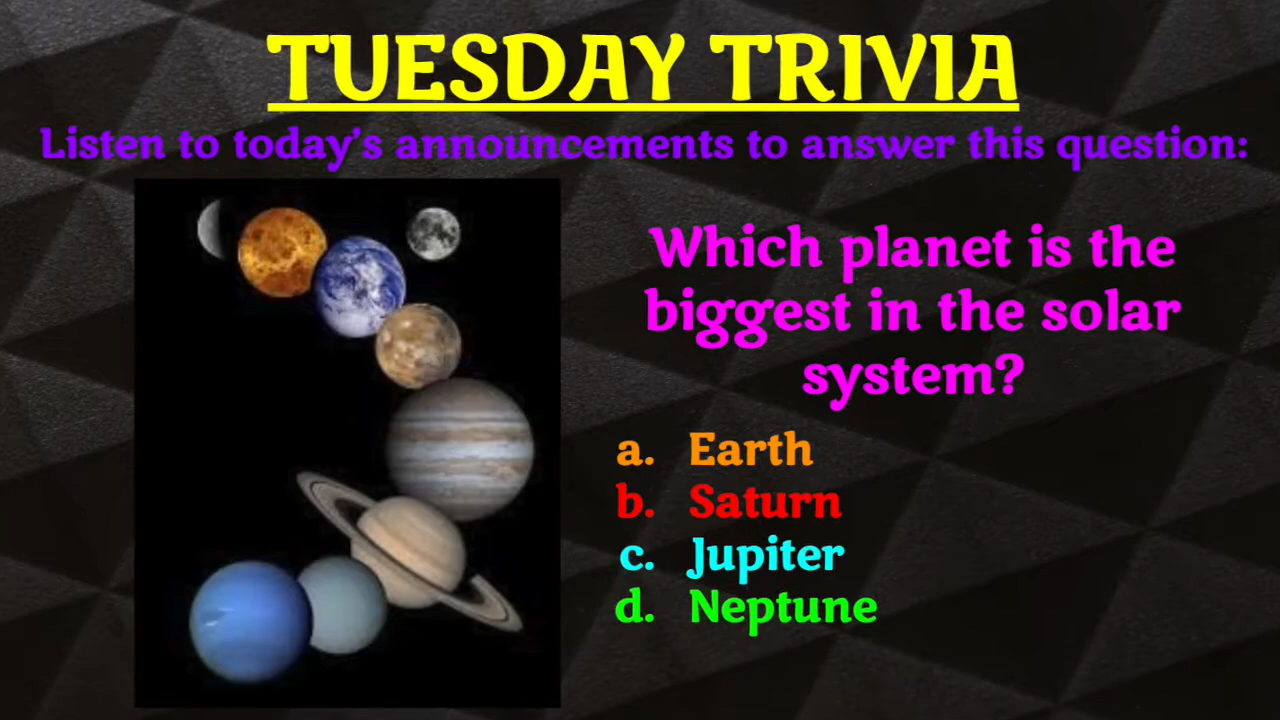 TUESDAY TRIVIA
Listen to today's announcements to answer this question:
Which planet is the
biggest in the solar
system?
a. Earth
b. Saturn
c. Jupiter
d. Neptune